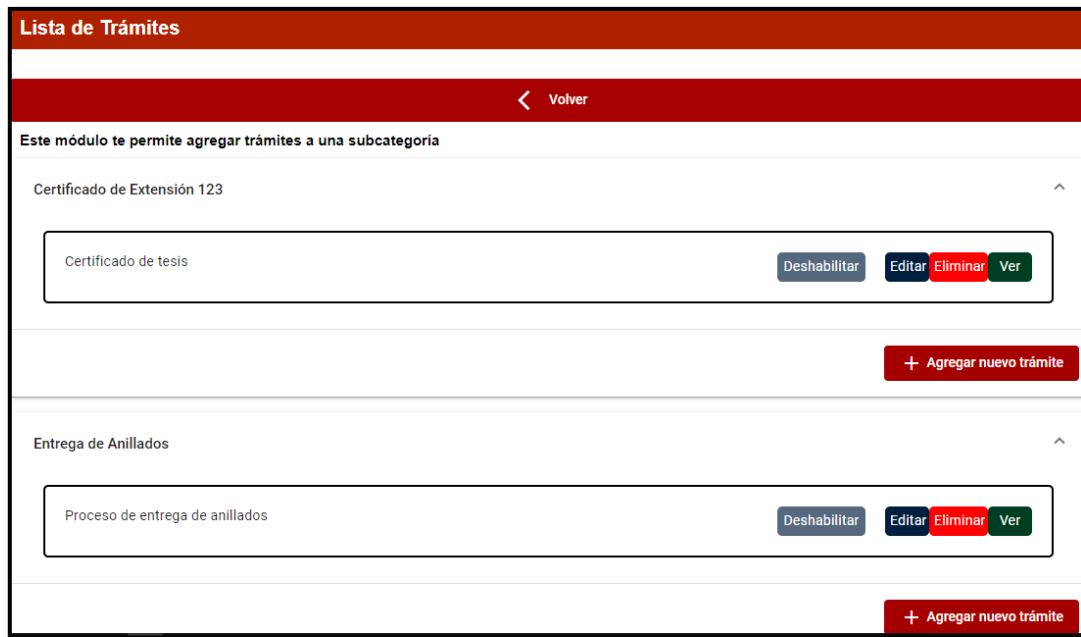 Lista de Trámites
Volver
Este módulo te permite agregar trámites a una subcategoría
Certificado de Extensión 123
Certificado de tesis Deshabilitar Editar Eliminar Ver
+ Agregar nuevo trámite
Entrega de Anillados
Proceso de entrega de anillados Deshabilitar Editar Eliminar Ver
+ Agregar nuevo trámite